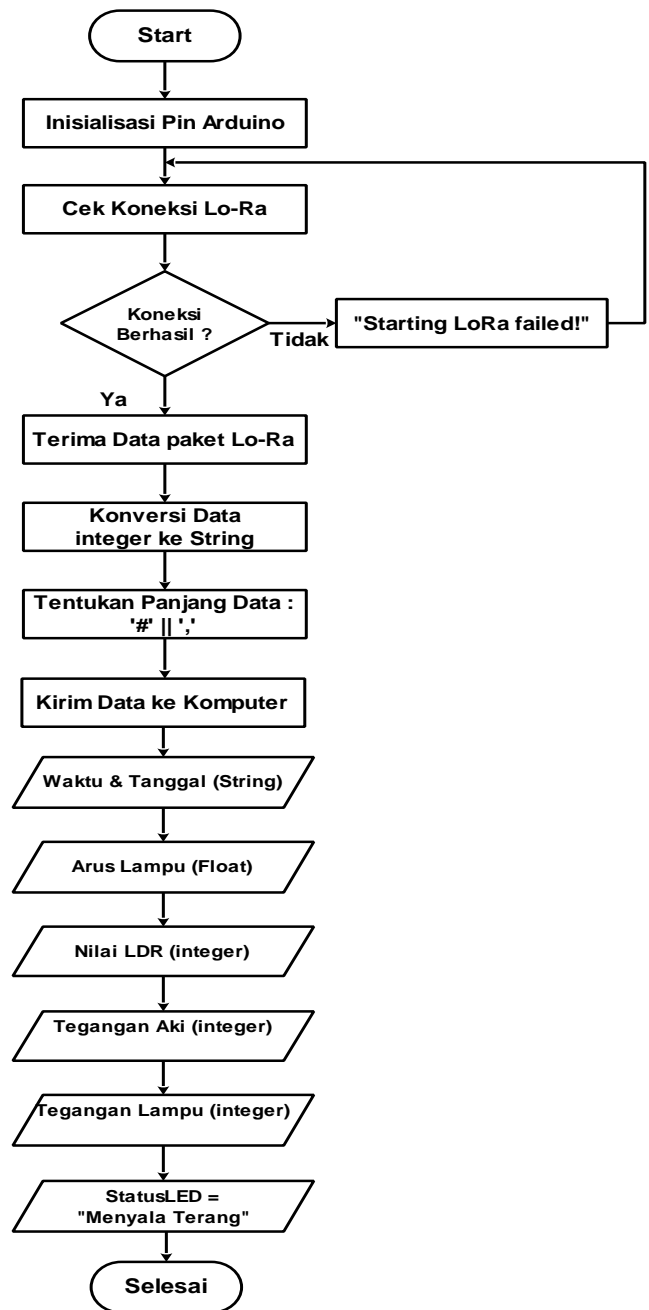 Start
Inisialisasi Pin Arduino
Cek Koneksi Lo-Ra
Koneksi
Berhasil ?
Tidak
"Starting LoRa failed!"
Ya
Terima Data paket Lo-Ra
Konversi Data
integer ke String
Tentukan Panjang Data :
'#' || ','
Kirim Data ke Komputer
Waktu & Tanggal (String)
Arus Lampu (Float)
Nilai LDR (integer)
Tegangan Aki (integer)
Tegangan Lampu (integer)
StatusLED =
"Menyala Terang"
Selesai